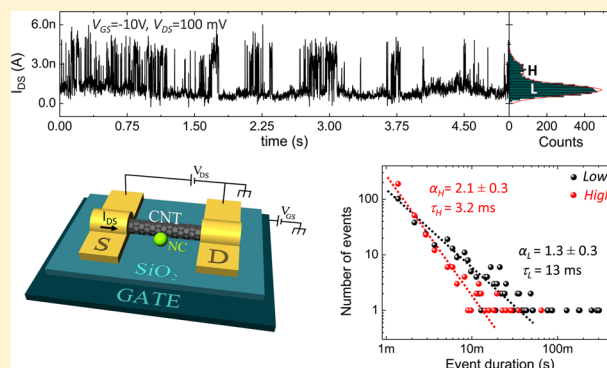 V_GS=-10V, V_DS=100 mV
I_DS (A)
6.0n
3.0n
0.0
0.00 0.75 1.50 2.25 3.00 3.75 4.50
time (s)
H
L
0 200 400
Counts
V_DS
V_GS
I_DS
CNT
NC
S
D
SiO₂
GATE
Low
High
α_H = 2.1 ± 0.3
τ_H = 3.2 ms
α_L = 1.3 ± 0.3
τ_L = 13 ms
Number of events
100
10
1
1m 10m 100m
Event duration (s)